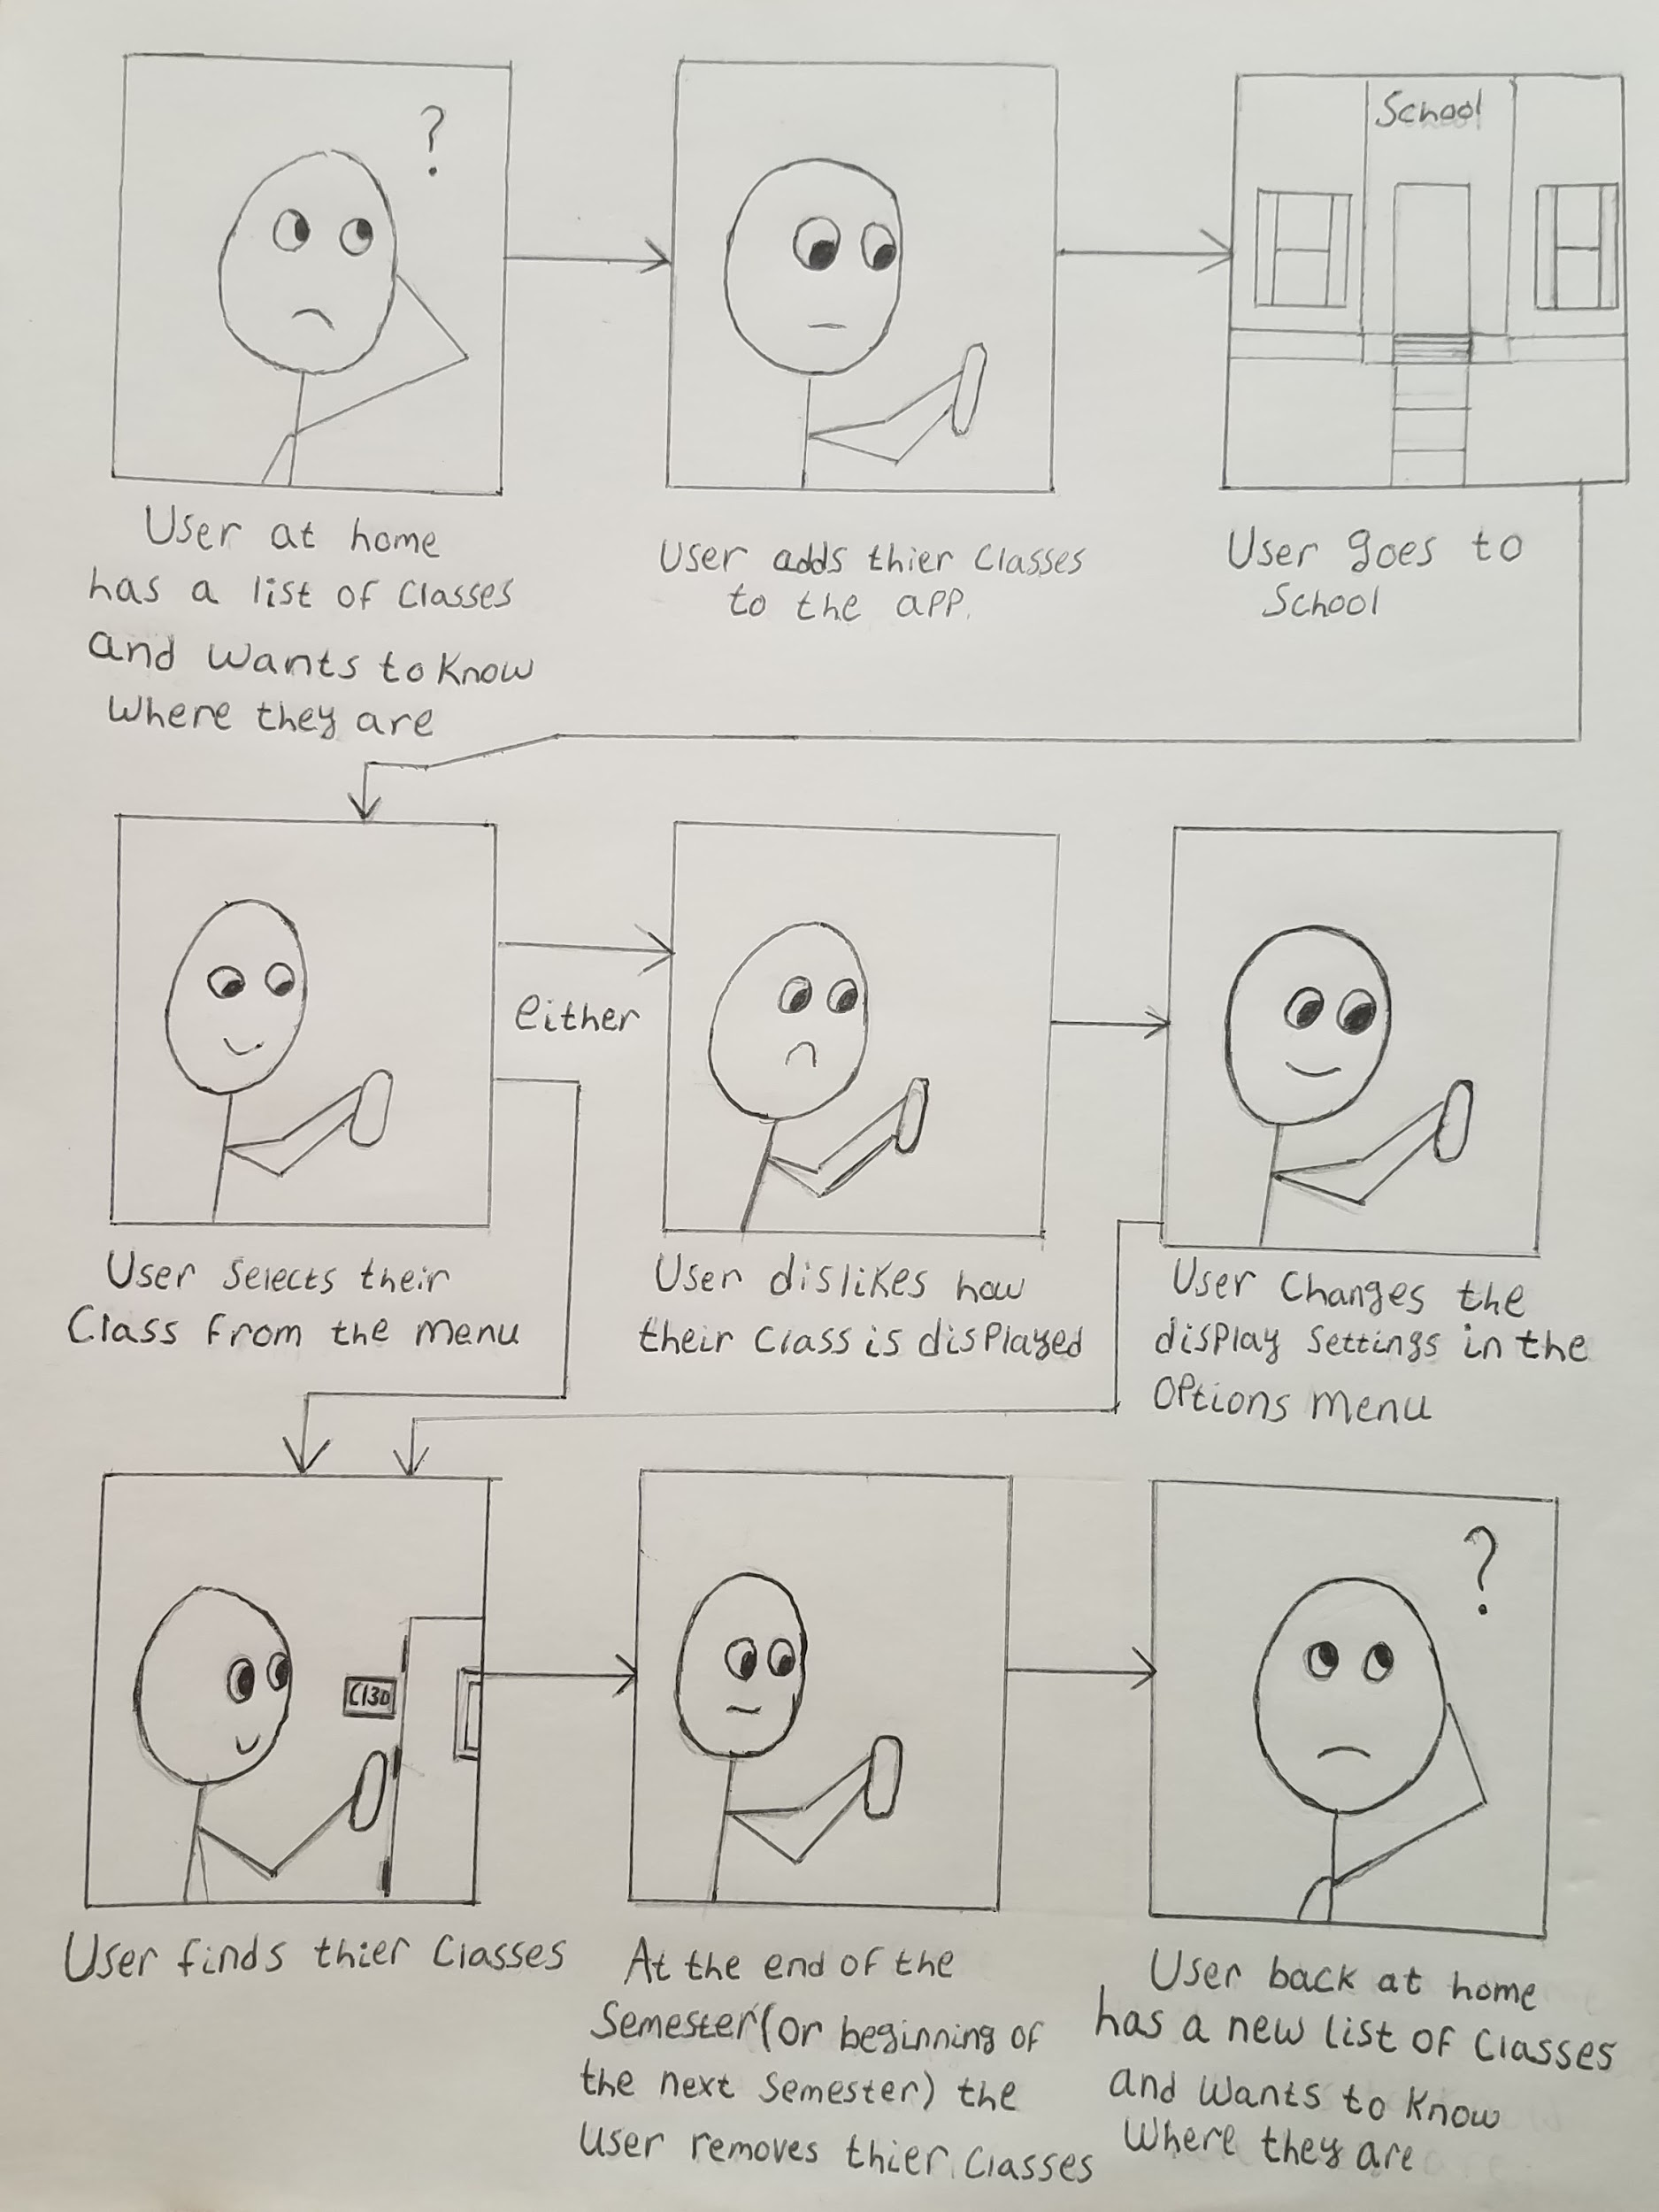 ?
School
User at home
has a list of classes
and wants to know
where they are
User adds thier classes
to the app.
User goes to
School
either
User selects their
class from the menu
User dislikes how
their class is displayed
User changes the
display settings in the
options menu
C130
?
User finds thier classes
At the end of the
semester (or beginning of
the next semester) the
user removes thier classes
User back at home
has a new list of classes
and wants to know
where they are